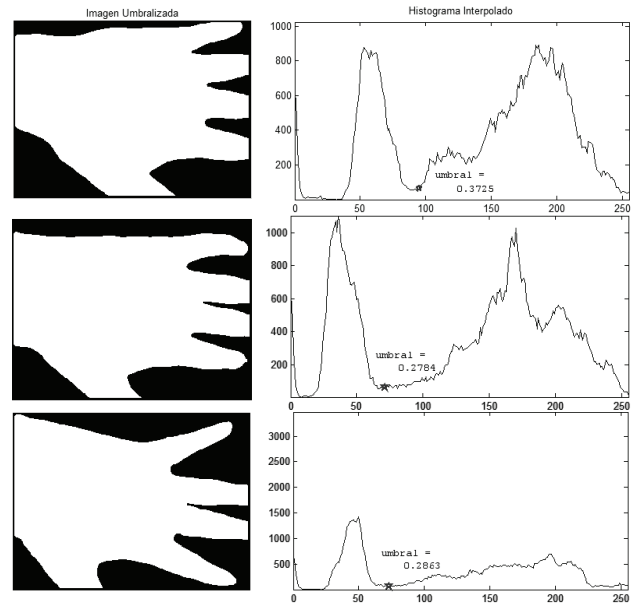 Imagen Umbralizada
Histograma Interpolado
1000
800
600
400
200
umbral =
0.3725
0 50 100 150 200 250
1000
800
600
400
200
umbral =
0.2784
0 50 100 150 200 250
3000
2500
2000
1500
1000
500
umbral =
0.2863
0 50 100 150 200 250